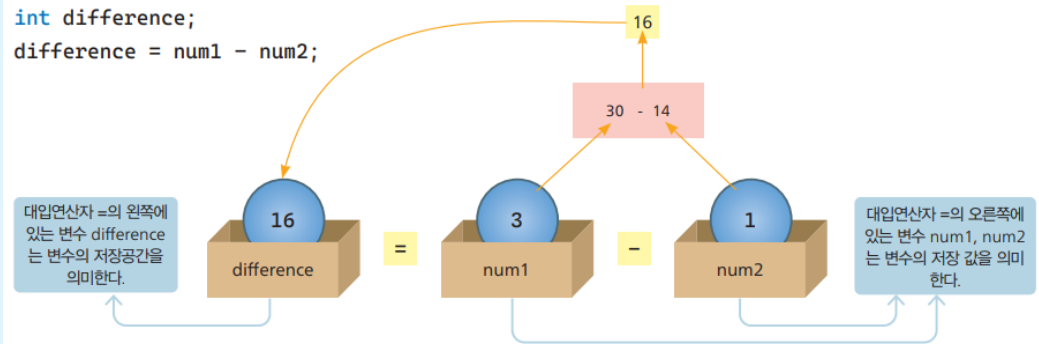 int difference;
difference = num1 - num2;
16
30 - 14
16
3
1
difference
=
num1
-
num2
대입연산자 =의 왼쪽에
있는 변수 difference
는 변수의 저장공간을
의미한다.
대입연산자 =의 오른쪽에
있는 변수 num1, num2
는 변수의 저장 값을 의미
한다.